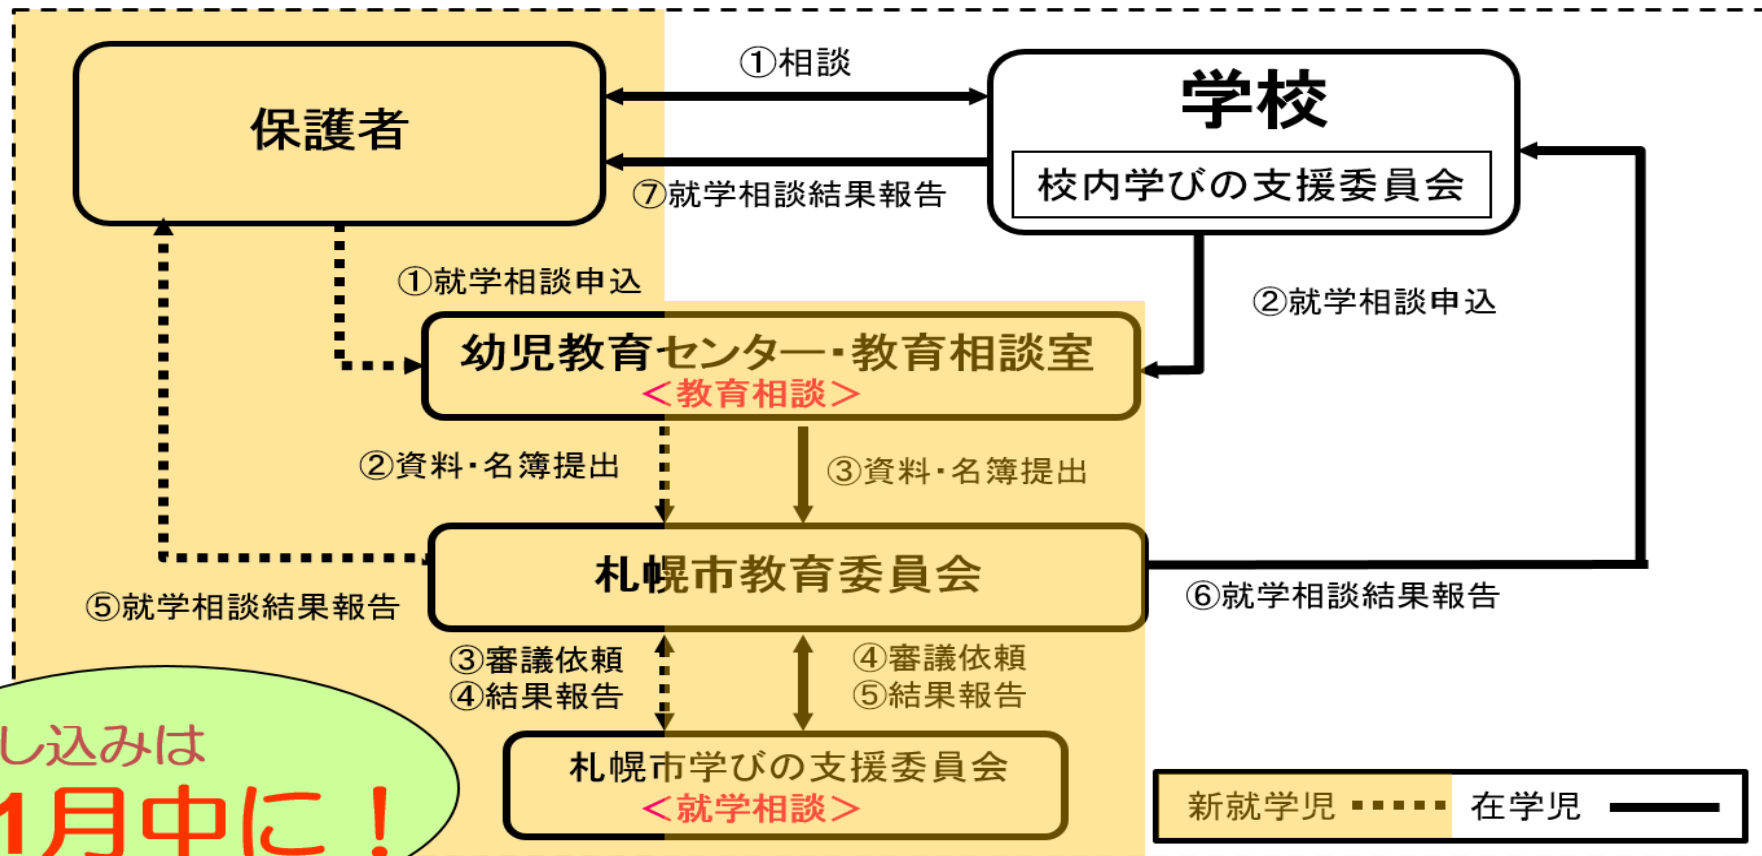 保護者
①相談
学校
校内学びの支援委員会
⑦就学相談結果報告
①就学相談申込
②就学相談申込
幼児教育センター・教育相談室
＜教育相談＞
②資料・名簿提出
③資料・名簿提出
札幌市教育委員会
⑤就学相談結果報告
⑥就学相談結果報告
③審議依頼
④結果報告
④審議依頼
⑤結果報告
札幌市学びの支援委員会
＜就学相談＞
し込みは
1月中に！
新就学児
在学児